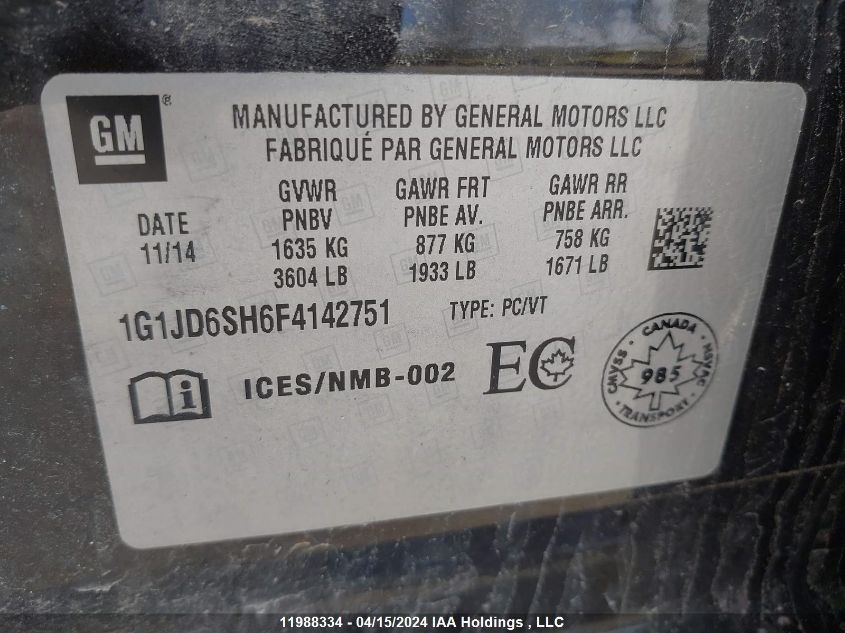 GM®
MANUFACTURED BY GENERAL MOTORS LLC
FABRIQUÉ PAR GENERAL MOTORS LLC
DATE
11/14
GVWR
PNBV
1635 KG
3604 LB
GAWR FRT
PNBE AV.
877 KG
1933 LB
GAWR RR
PNBE ARR.
758 KG
1671 LB
1G1JD6SH6F4142751 TYPE: PC/VT
i ICES/NMB-002 EC
CANADA
CMVSS 985 NSVAC
TRANSPORT
11988334 - 04/15/2024 IAA Holdings , LLC